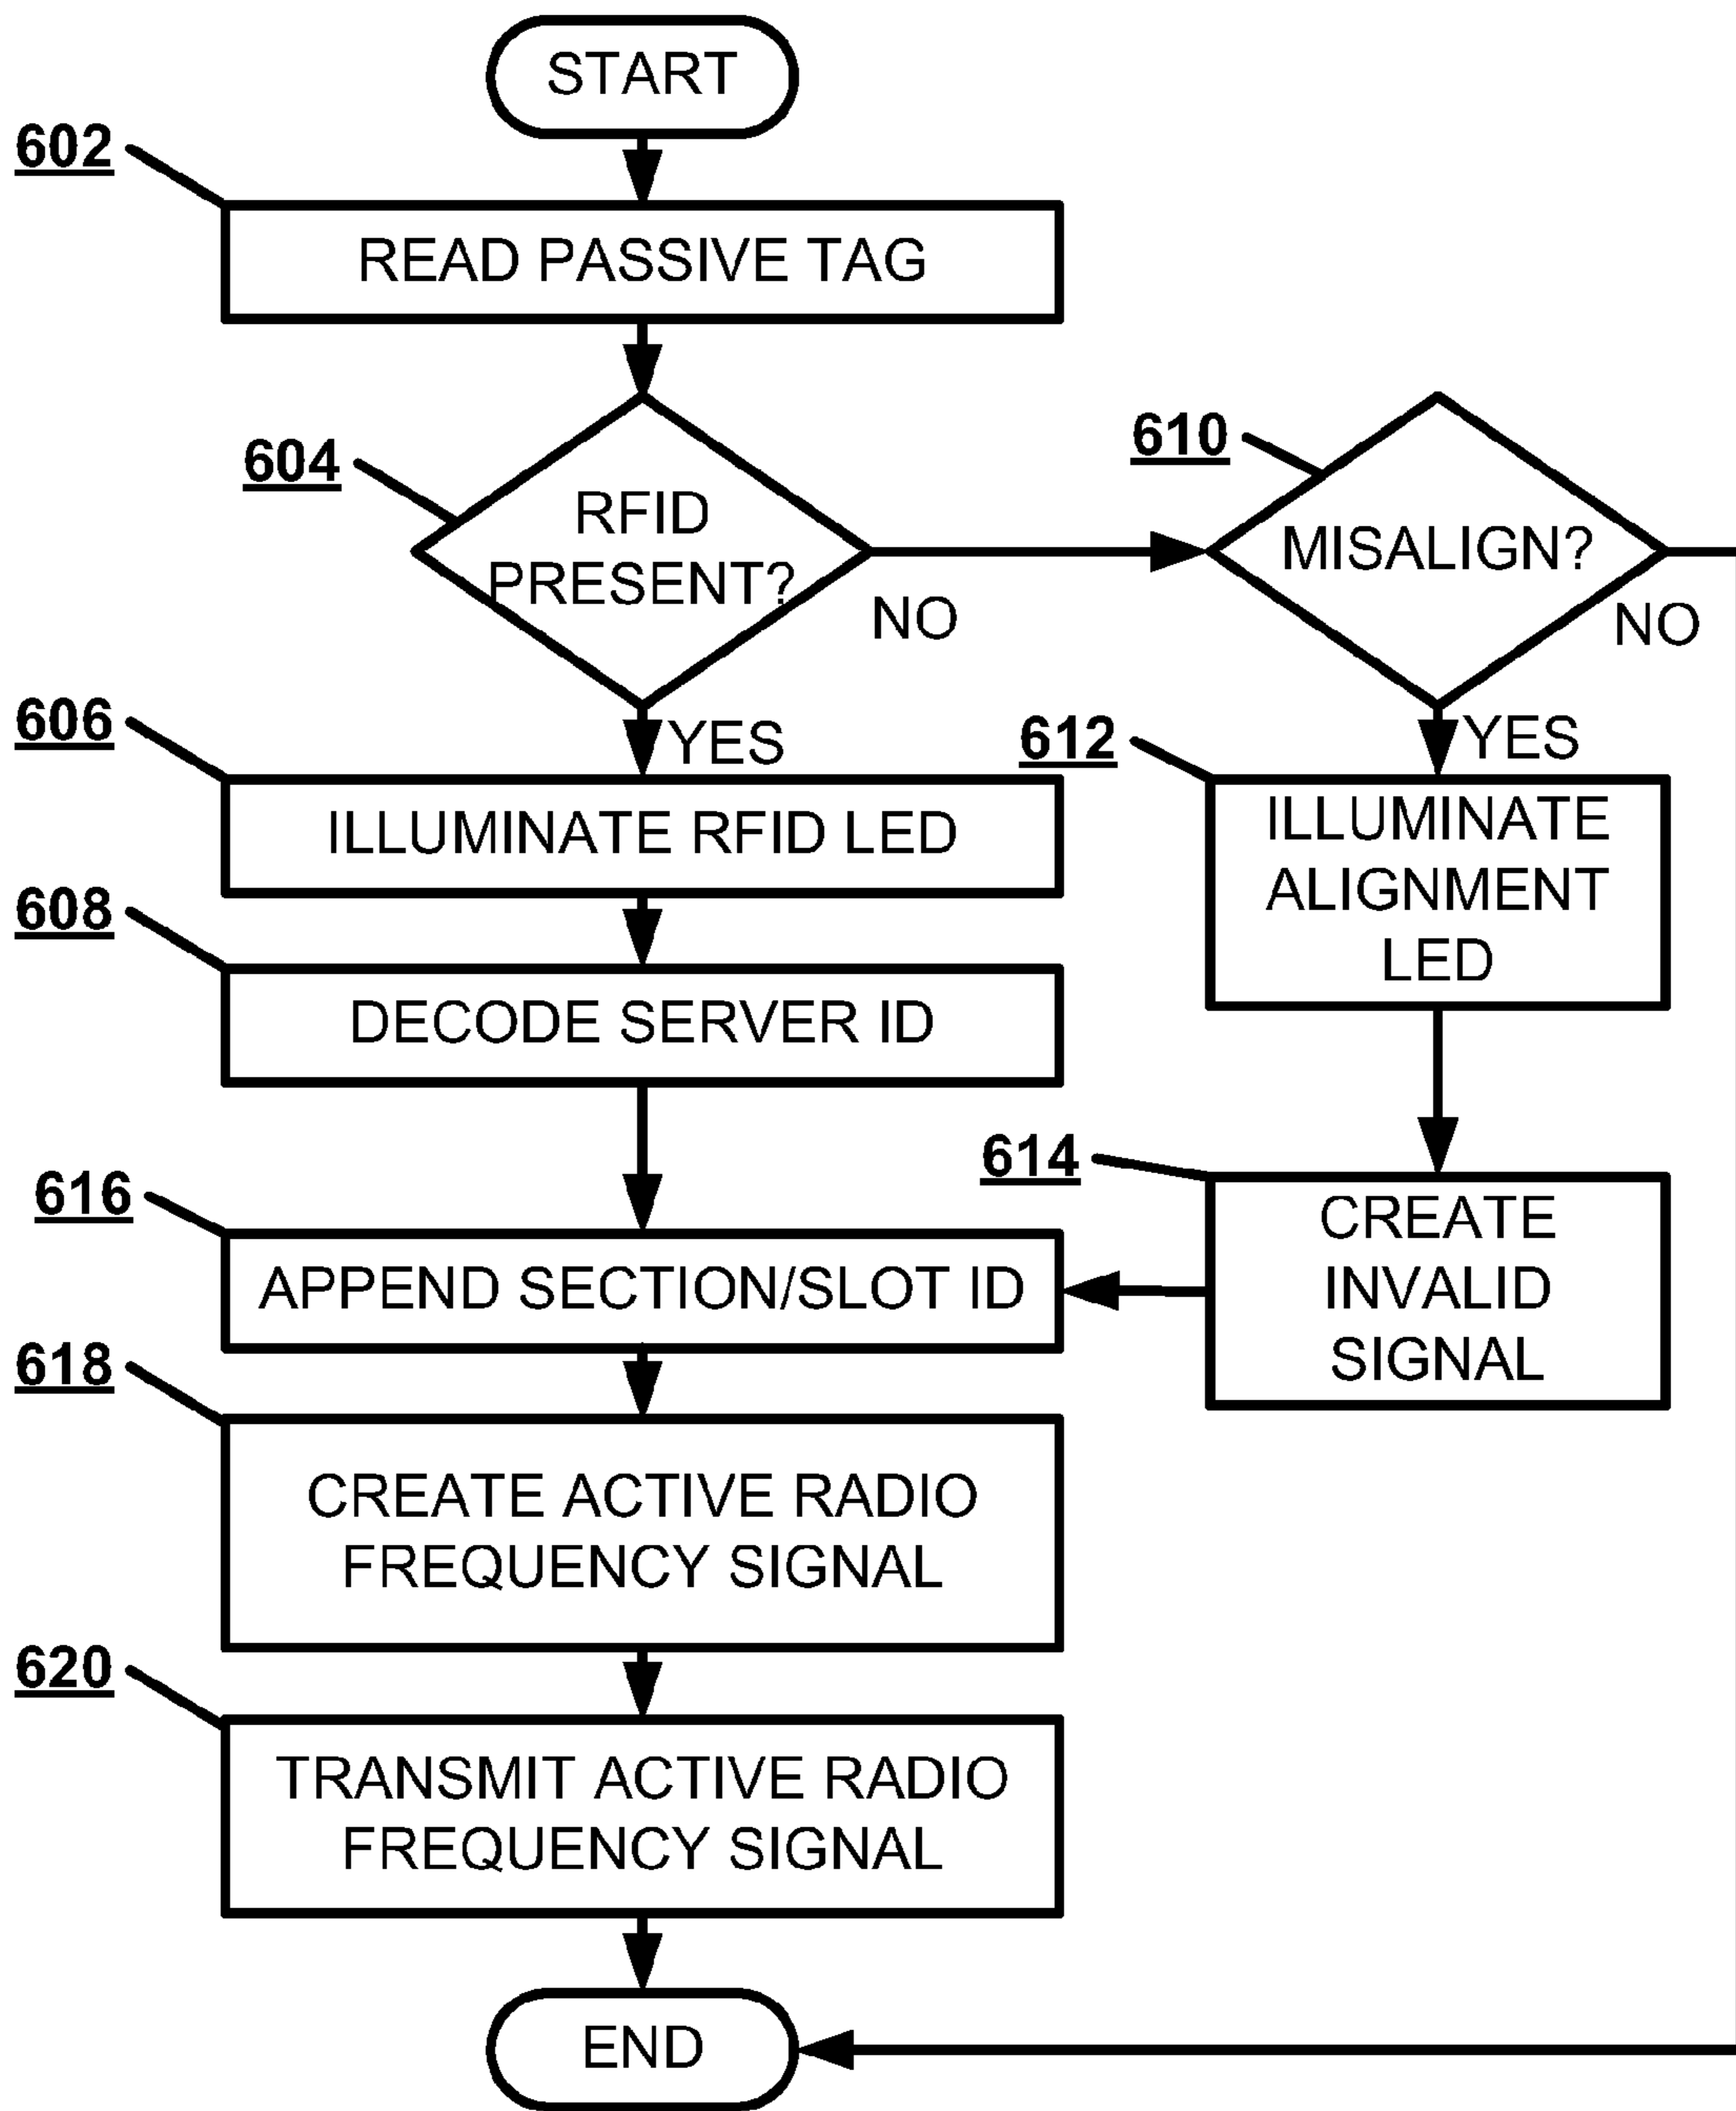 START
602
READ PASSIVE TAG
604
RFID
PRESENT?
NO
610
MISALIGN?
NO
YES
606
ILLUMINATE RFID LED
YES
612
ILLUMINATE
ALIGNMENT
LED
608
DECODE SERVER ID
614
CREATE
INVALID
SIGNAL
616
APPEND SECTION/SLOT ID
618
CREATE ACTIVE RADIO
FREQUENCY SIGNAL
620
TRANSMIT ACTIVE RADIO
FREQUENCY SIGNAL
END